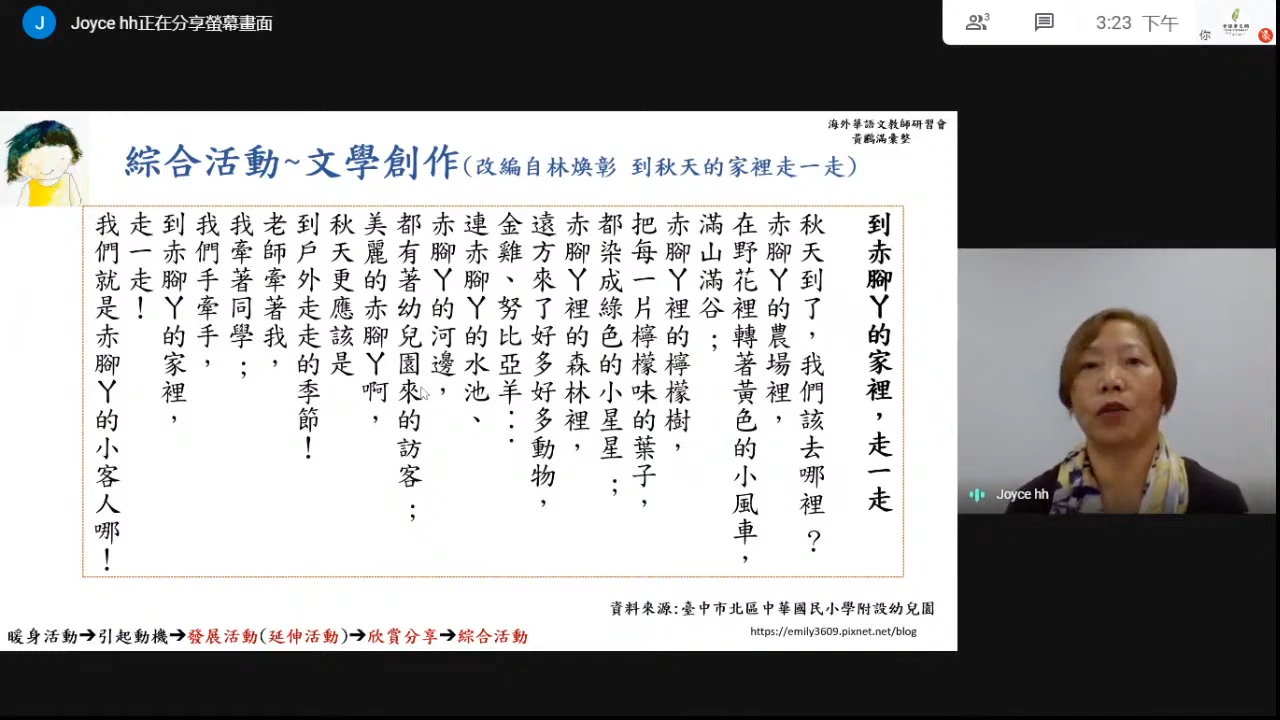 Joyce hh正在分享螢幕畫面
3
3:23 下午
你
海外華語文教師研習會
黃鸝滿彙整
綜合活動~文學創作(改編自林煥彰 到秋天的家裡走一走)
到赤腳丫的家裡，走一走
秋天到了，我們該去哪裡？
赤腳丫的農場裡，
在野花裡轉著黃色的小風車，
滿山滿谷；
赤腳丫裡的檸檬樹，
把每一片檸檬味的葉子，
都染成綠色的小星星；
赤腳丫裡的森林裡，
遠方來了好多好多動物，
金雞、努比亞羊…
連赤腳丫的水池、
赤腳丫的河邊，
都有著幼兒園來的訪客；
美麗的赤腳丫啊，
秋天更應該是
到戶外走走的季節！
老師牽著我，
我牽著同學；
我們手牽手，
到赤腳丫的家裡，
走一走！
我們就是赤腳丫的小客人哪！
資料來源:臺中市北區中華國民小學附設幼兒園
https://emily3609.pixnet.net/blog
暖身活動➔引起動機➔發展活動(延伸活動)➔欣賞分享➔綜合活動
Joyce hh
J